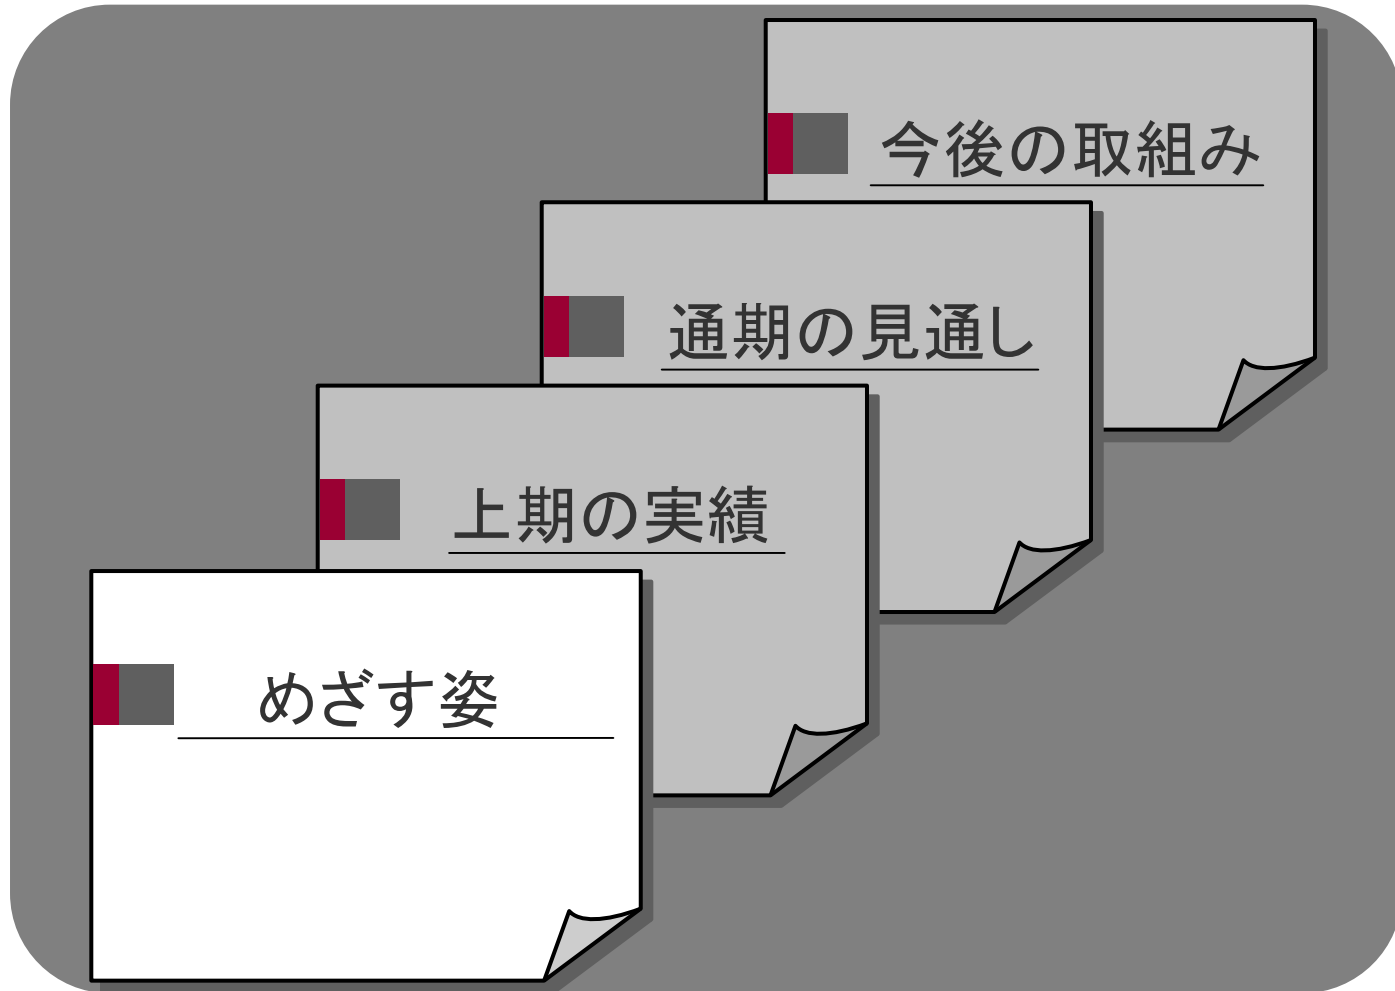 今後の取組み
通期の見通し
上期の実績
めざす姿